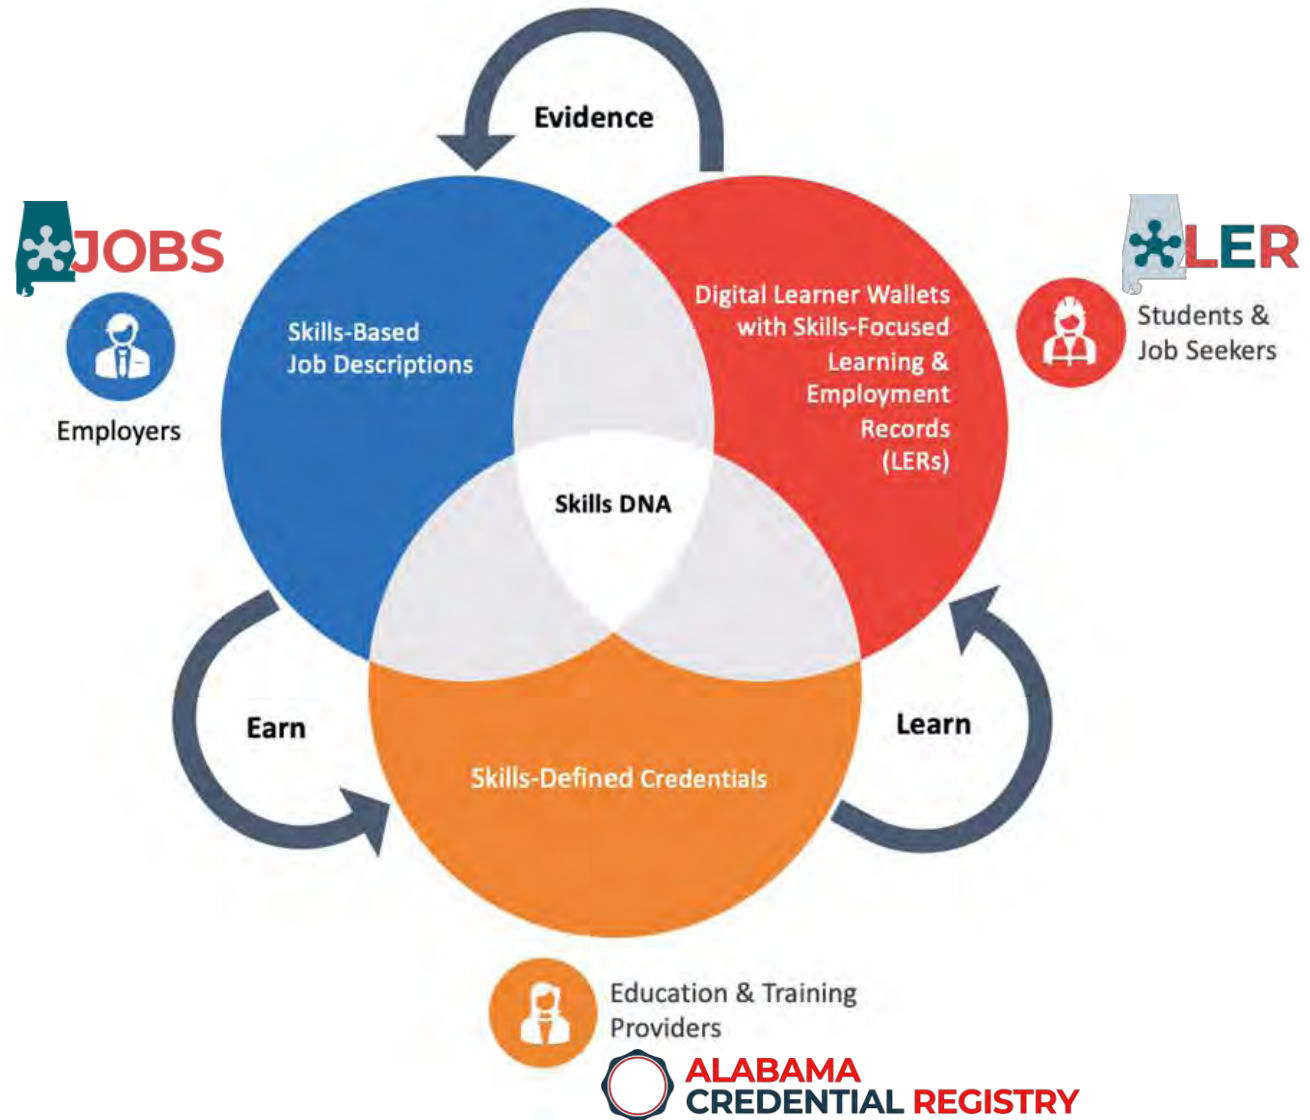 Evidence
JOBS
Employers
Skills-Based
Job Descriptions
Digital Learner Wallets
with Skills-Focused
Learning &
Employment
Records
(LERs)
LER
Students &
Job Seekers
Skills DNA
Earn
Learn
Skills-Defined Credentials
Education & Training
Providers
ALABAMA
CREDENTIAL REGISTRY